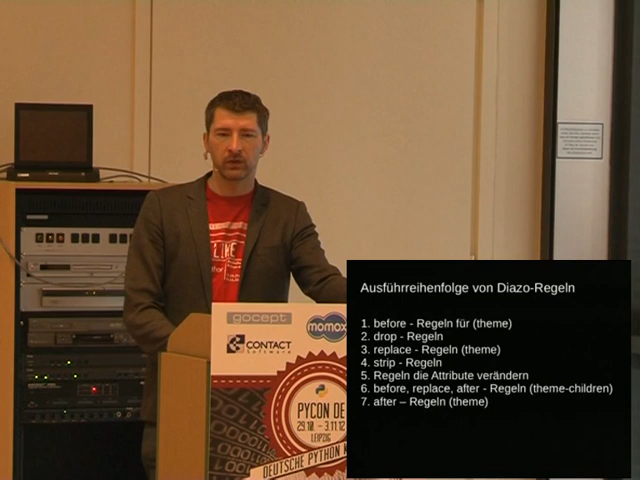 LIKE
gocept
momox
CONTACT
Software
PYCON DE
29.10. - 3.11.12
LEIPZIG
DEUTSCHE PYTHON K
Ausführreihenfolge von Diazo-Regeln
1. before - Regeln für (theme)
2. drop - Regeln
3. replace - Regeln (theme)
4. strip - Regeln
5. Regeln die Attribute verändern
6. before, replace, after - Regeln (theme-children)
7. after – Regeln (theme)